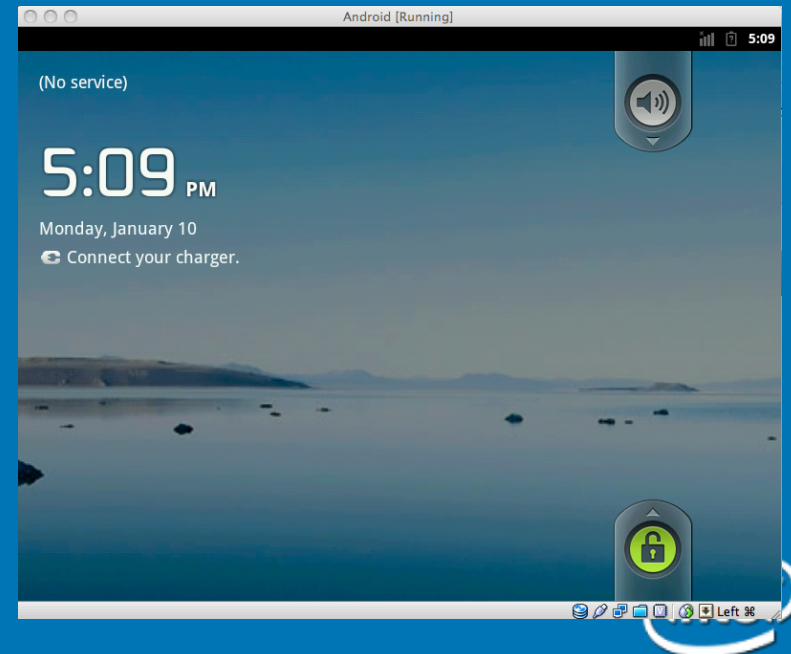 Android [Running]
5:09
(No service)
5:09 PM
Monday, January 10
Connect your charger.
Left ⌘